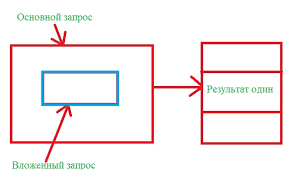 Основной запрос
Результат один
Вложенный запрос